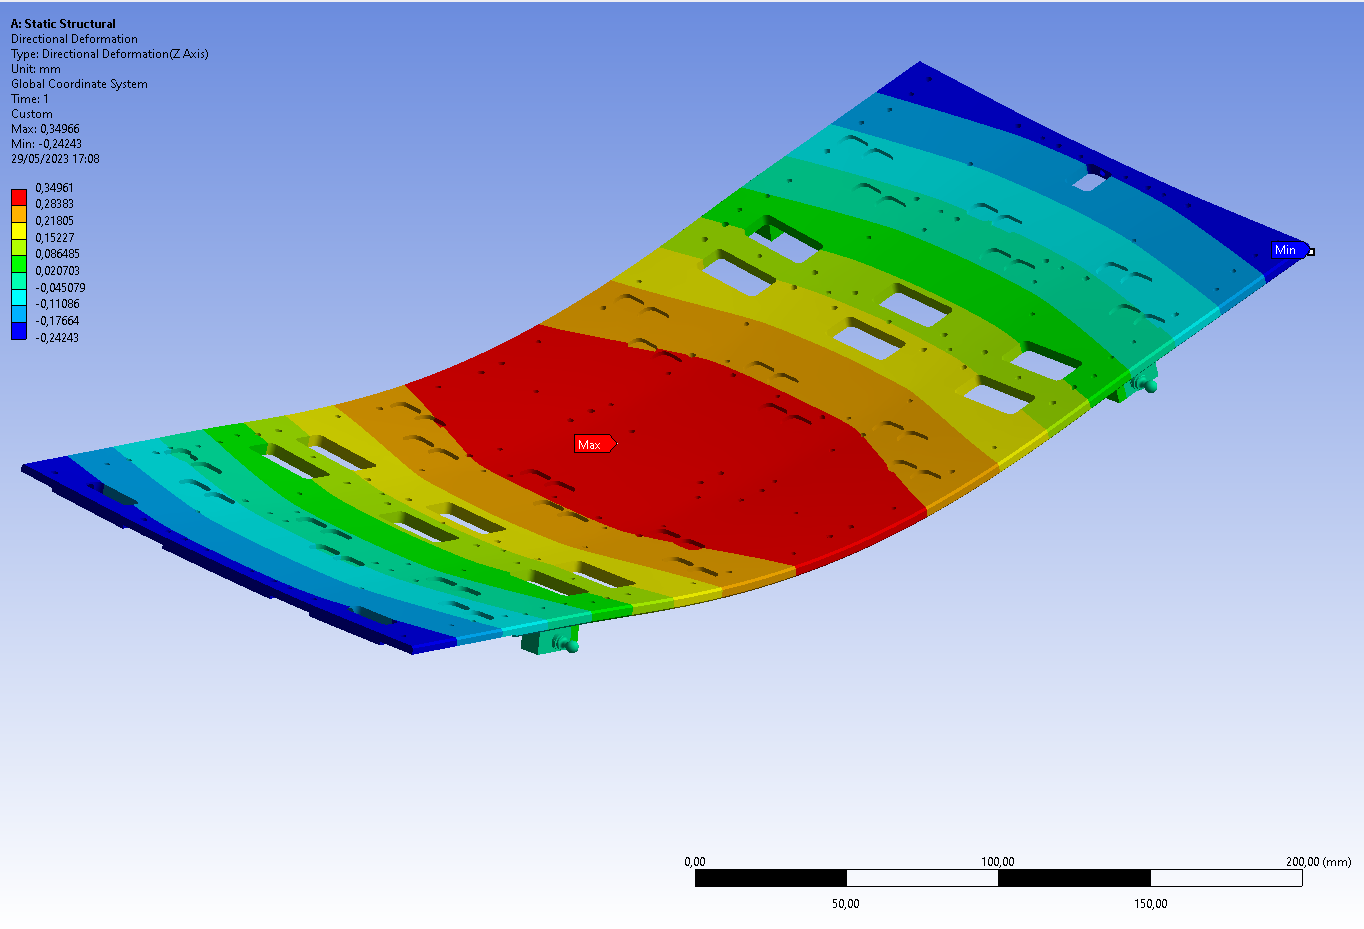 A: Static Structural
Directional Deformation
Type: Directional Deformation(Z Axis)
Unit: mm
Global Coordinate System
Time: 1
Custom
Max: 0,34966
Min: -0,24243
29/05/2023 17:08
0,34961
0,28383
0,21805
0,15227
0,086485
0,020703
-0,045079
-0,11086
-0,17664
-0,24243
Min
Max
0,00 100,00 200,00 (mm)
50,00 150,00